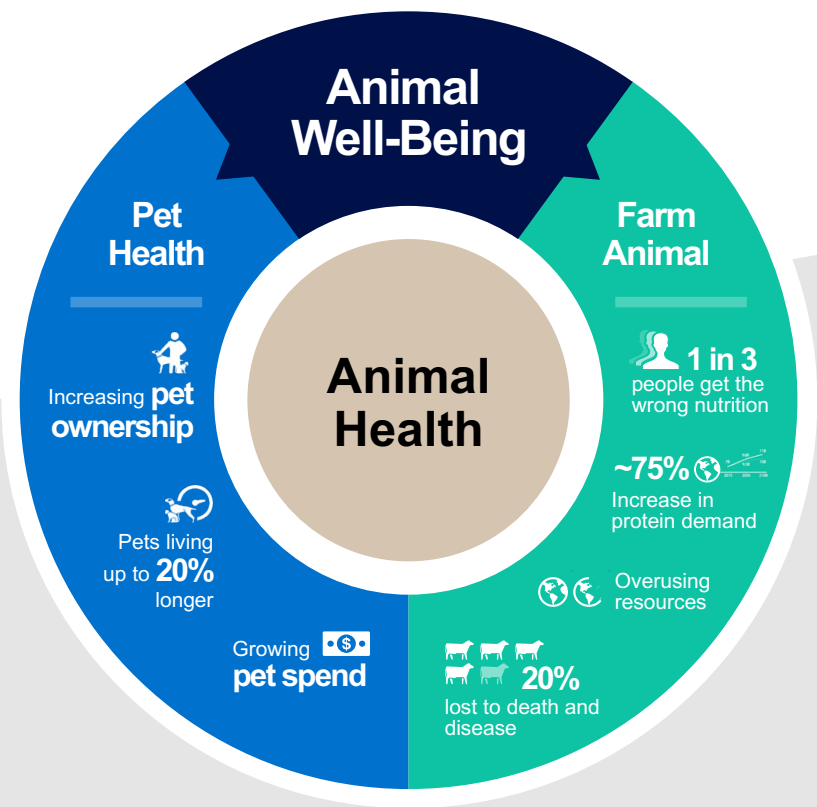 Animal
Well-Being
Pet
Health
Increasing pet
ownership
Pets living
up to 20%
longer
Growing $
pet spend
Animal
Health
Farm
Animal
1 in 3
people get the
wrong nutrition
~75%
Increase in
protein demand
Overusing
resources
20%
lost to death and
disease